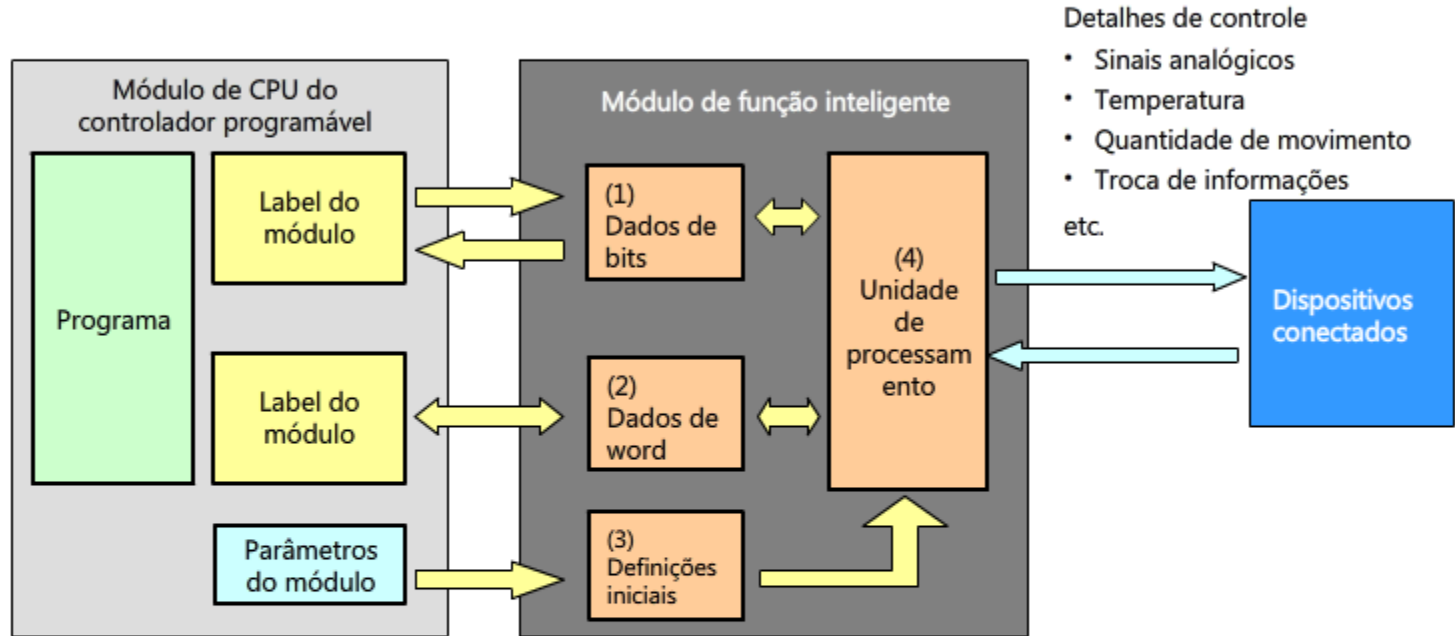 Detalhes de controle
• Sinais analógicos
• Temperatura
• Quantidade de movimento
• Troca de informações
etc.
Módulo de CPU do
controlador programável
Programa
Label do
módulo
Label do
módulo
Parâmetros
do módulo
Módulo de função inteligente
(1)
Dados de
bits
(2)
Dados de
word
(3)
Definições
iniciais
(4)
Unidade
de
processam
ento
Dispositivos
conectados